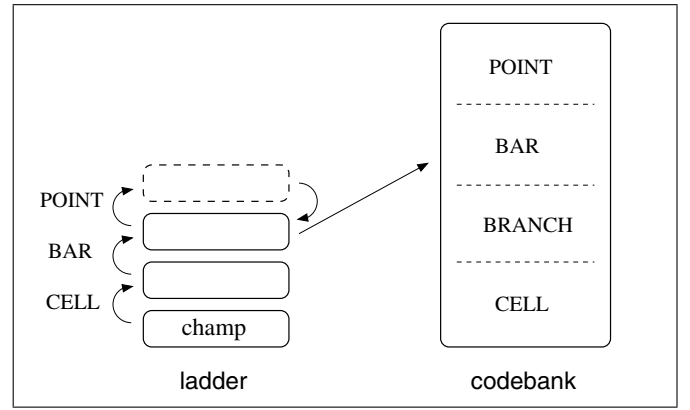 POINT
BAR
CELL
champ
ladder
POINT
BAR
BRANCH
CELL
codebank